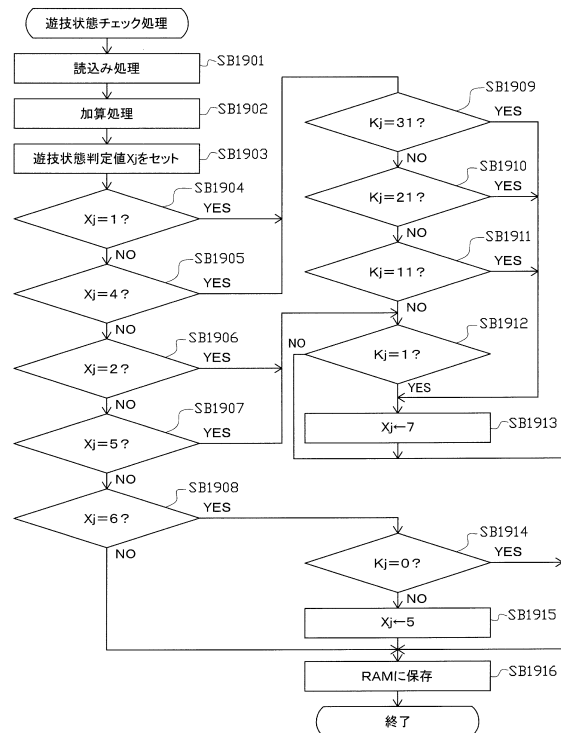 遊技状態チェック処理
読込み処理
SB1901
加算処理
SB1902
遊技状態判定値Xjをセット
SB1903
Xj=1?
SB1904
YES
NO
Xj=4?
SB1905
YES
NO
Xj=2?
SB1906
YES
NO
Xj=5?
SB1907
YES
NO
Xj=6?
SB1908
YES
NO
Kj=31?
SB1909
YES
NO
Kj=21?
SB1910
YES
NO
Kj=11?
SB1911
YES
NO
Kj=1?
SB1912
NO
YES
Xj←7
SB1913
Kj=0?
SB1914
YES
NO
Xj←5
SB1915
RAMに保存
SB1916
終了